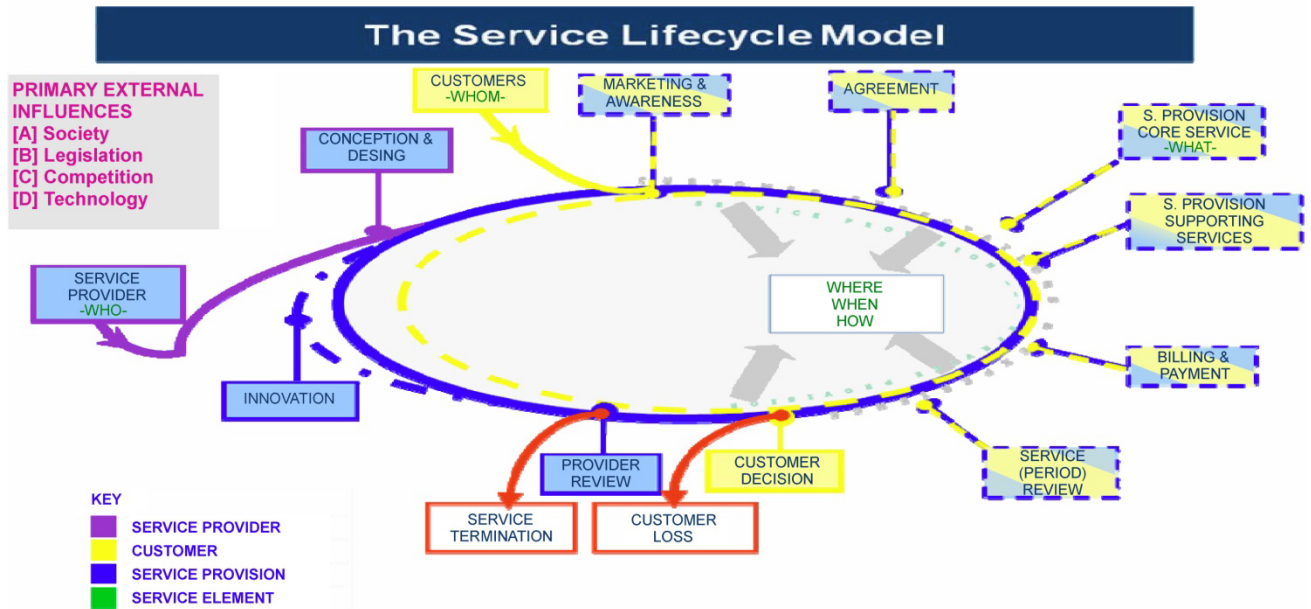 The Service Lifecycle Model
PRIMARY EXTERNAL
INFLUENCES
[A] Society
[B] Legislation
[C] Competition
[D] Technology
CUSTOMERS
-WHOM-
MARKETING &
AWARENESS
AGREEMENT
S. PROVISION
CORE SERVICE
-WHAT-
CONCEPTION &
DESING
S. PROVISION
SUPPORTING
SERVICES
SERVICE
PROVIDER
-WHO-
WHERE
WHEN
HOW
BILLING &
PAYMENT
INNOVATION
PROVIDER
REVIEW
CUSTOMER
DECISION
SERVICE
(PERIOD)
REVIEW
SERVICE
TERMINATION
CUSTOMER
LOSS
KEY
SERVICE PROVIDER
CUSTOMER
SERVICE PROVISION
SERVICE ELEMENT